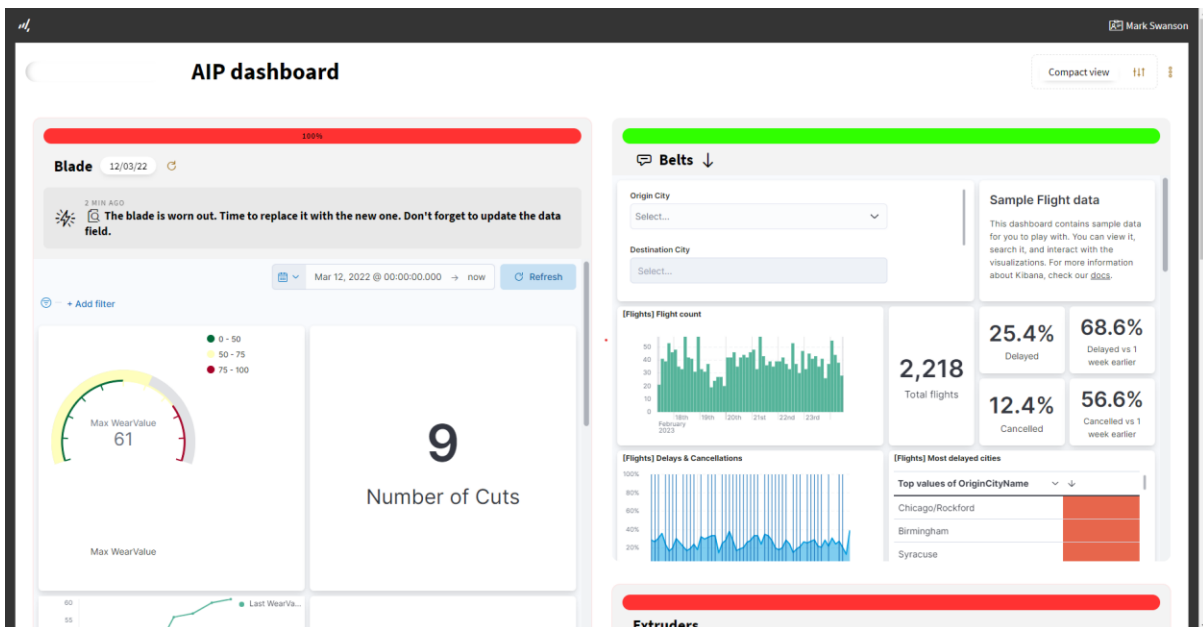 Mark Swanson
AIP dashboard
Compact view
100%
Blade 12/03/22
2 MIN AGO
The blade is worn out. Time to replace it with the new one. Don't forget to update the data
field.
Mar 12, 2022 @ 00:00:00.000 → now Refresh
+ Add filter
0 - 50
50 - 75
75 - 100
Max WearValue
61
Max WearValue
9
Number of Cuts
60
55
Last WearVa...
Belts ↓
Origin City
Select...
Destination City
Select...
Sample Flight data
This dashboard contains sample data
for you to play with. You can view it,
search it, and interact with the
visualizations. For more information
about Kibana, check our docs.
[Flights] Flight count
50
40
30
20
10
0
18th 19th 20th 21st 22nd 23rd
February
2023
2,218
Total flights
25.4%
Delayed
68.6%
Delayed vs 1
week earlier
12.4%
Cancelled
56.6%
Cancelled vs 1
week earlier
[Flights] Delays & Cancellations
100%
80%
60%
40%
20%
[Flights] Most delayed cities
Top values of OriginCityName ↓
Chicago/Rockford
Birmingham
Syracuse
Extruders